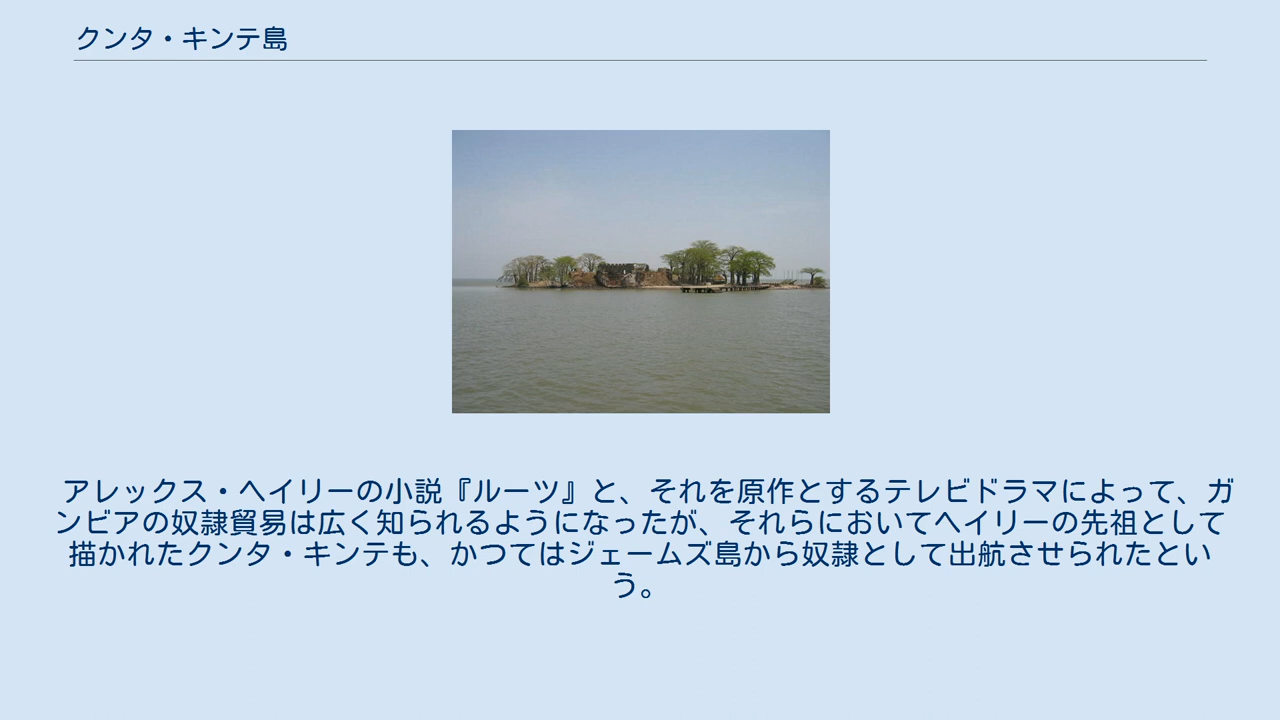 クンタ・キンテ島
アレックス・ヘイリーの小説『ルーツ』と、それを原作とするテレビドラマによって、ガ
ンビアの奴隷貿易は広く知られるようになったが、それらにおいてヘイリーの先祖として
描かれたクンタ・キンテも、かつてはジェームズ島から奴隷として出航させられたとい
う。